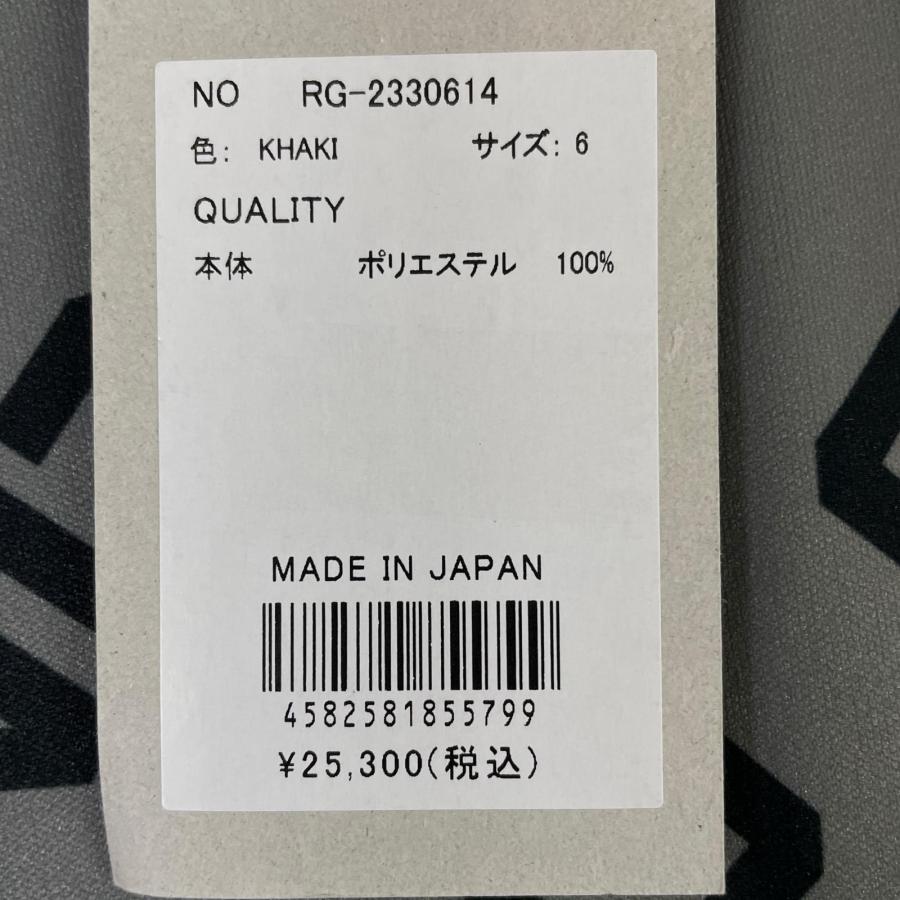 NO RG-2330614
色: KHAKI サイズ: 6
QUALITY
本体 ポリエステル 100%
MADE IN JAPAN
4582581855799
¥25,300(税込)